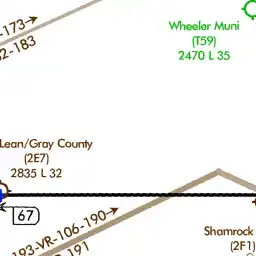 -173→
2-183
Wheeler Muni
(T59)
2470 L 35
Lean/Gray County
(2E7)
2835 L 32
67
193-VR-106-190→
191
Shamrock
(2F1)